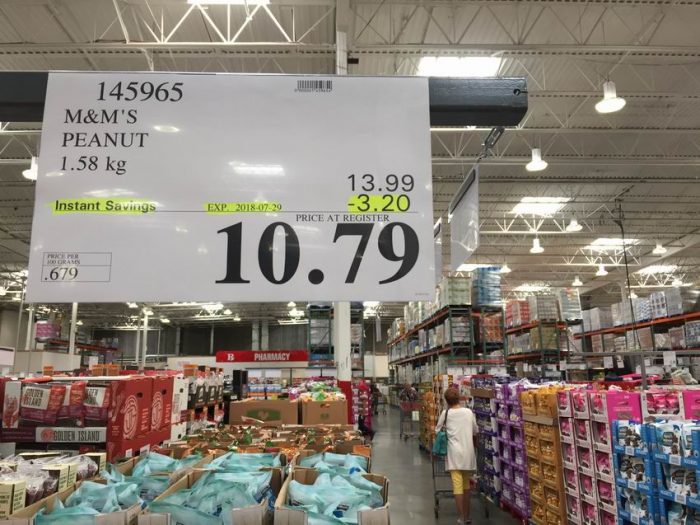 145965
M&M'S
PEANUT
1.58 kg
13.99
Instant Savings EXP. 2018-07-29 -3.20
PRICE AT REGISTER
10.79
PRICE PER
100 GRAMS
.679
PHARMACY
GOLDEN ISLAND